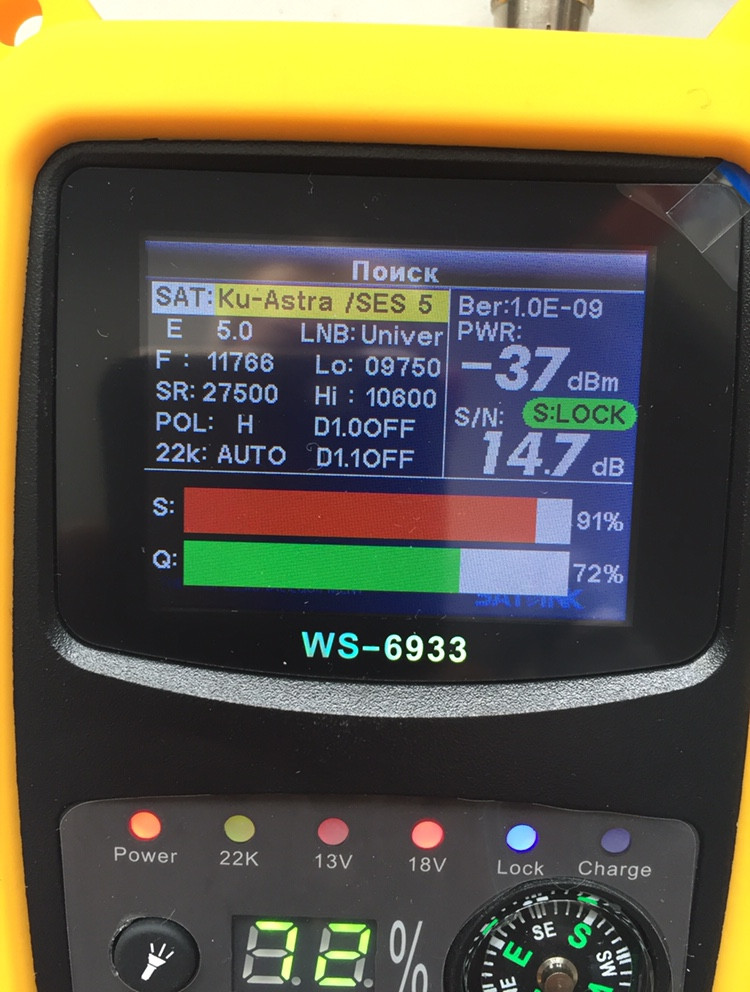 Поиск
SAT: Ku-Astra /SES 5
E 5.0 LNB: Univer
F : 11766 Lo: 09750
SR: 27500 Hi : 10600
POL: H D1.0OFF
22k: AUTO D1.1OFF
Ber:1.0E-09
PWR:
-37 dBm
S/N: S:LOCK
14.7 dB
S: 91%
Q: 72%
SATLINK
WS-6933
Power 22K 13V 18V Lock Charge
72 %
E SE S SW